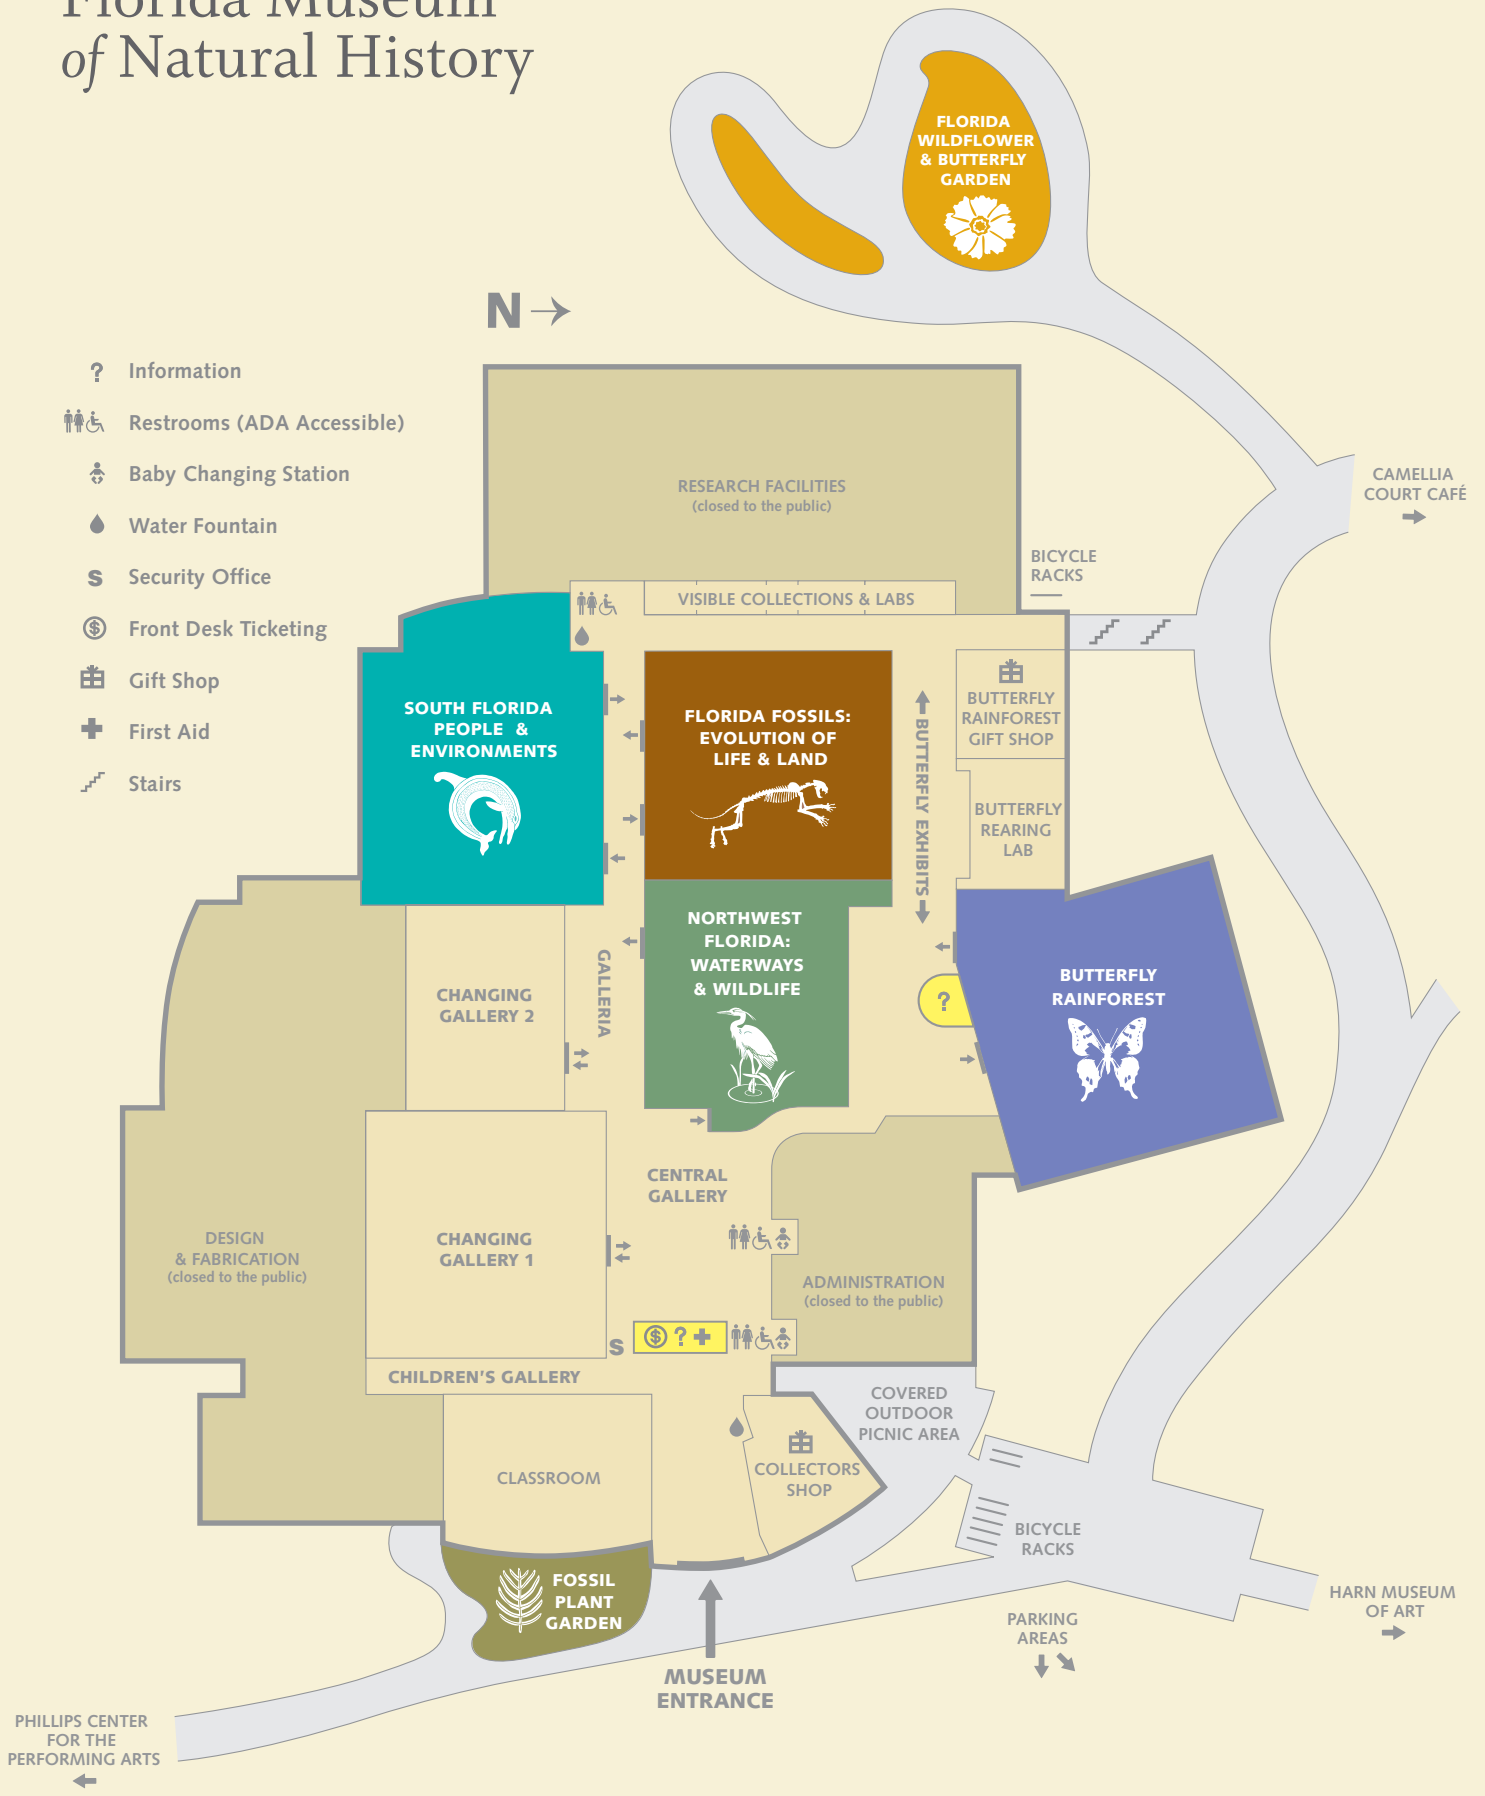 Florida Museum
of Natural History
FLORIDA
WILDFLOWER
& BUTTERFLY
GARDEN
N
? Information
Restrooms (ADA Accessible)
Baby Changing Station
Water Fountain
S Security Office
$ Front Desk Ticketing
Gift Shop
First Aid
Stairs
RESEARCH FACILITIES
(closed to the public)
CAMELLIA
COURT CAFÉ
BICYCLE
RACKS
VISIBLE COLLECTIONS & LABS
SOUTH FLORIDA
PEOPLE &
ENVIRONMENTS
FLORIDA FOSSILS:
EVOLUTION OF
LIFE & LAND
BUTTERFLY EXHIBITS
BUTTERFLY
RAINFOREST
GIFT SHOP
BUTTERFLY
REARING
LAB
NORTHWEST
FLORIDA:
WATERWAYS
& WILDLIFE
GALLERIA
CHANGING
GALLERY 2
?
BUTTERFLY
RAINFOREST
CENTRAL
GALLERY
DESIGN
& FABRICATION
(closed to the public)
CHANGING
GALLERY 1
ADMINISTRATION
(closed to the public)
S
$ ?
CHILDREN'S GALLERY
COVERED
OUTDOOR
PICNIC AREA
CLASSROOM
COLLECTORS
SHOP
BICYCLE
RACKS
FOSSIL
PLANT
GARDEN
HARN MUSEUM
OF ART
PARKING
AREAS
MUSEUM
ENTRANCE
PHILLIPS CENTER
FOR THE
PERFORMING ARTS